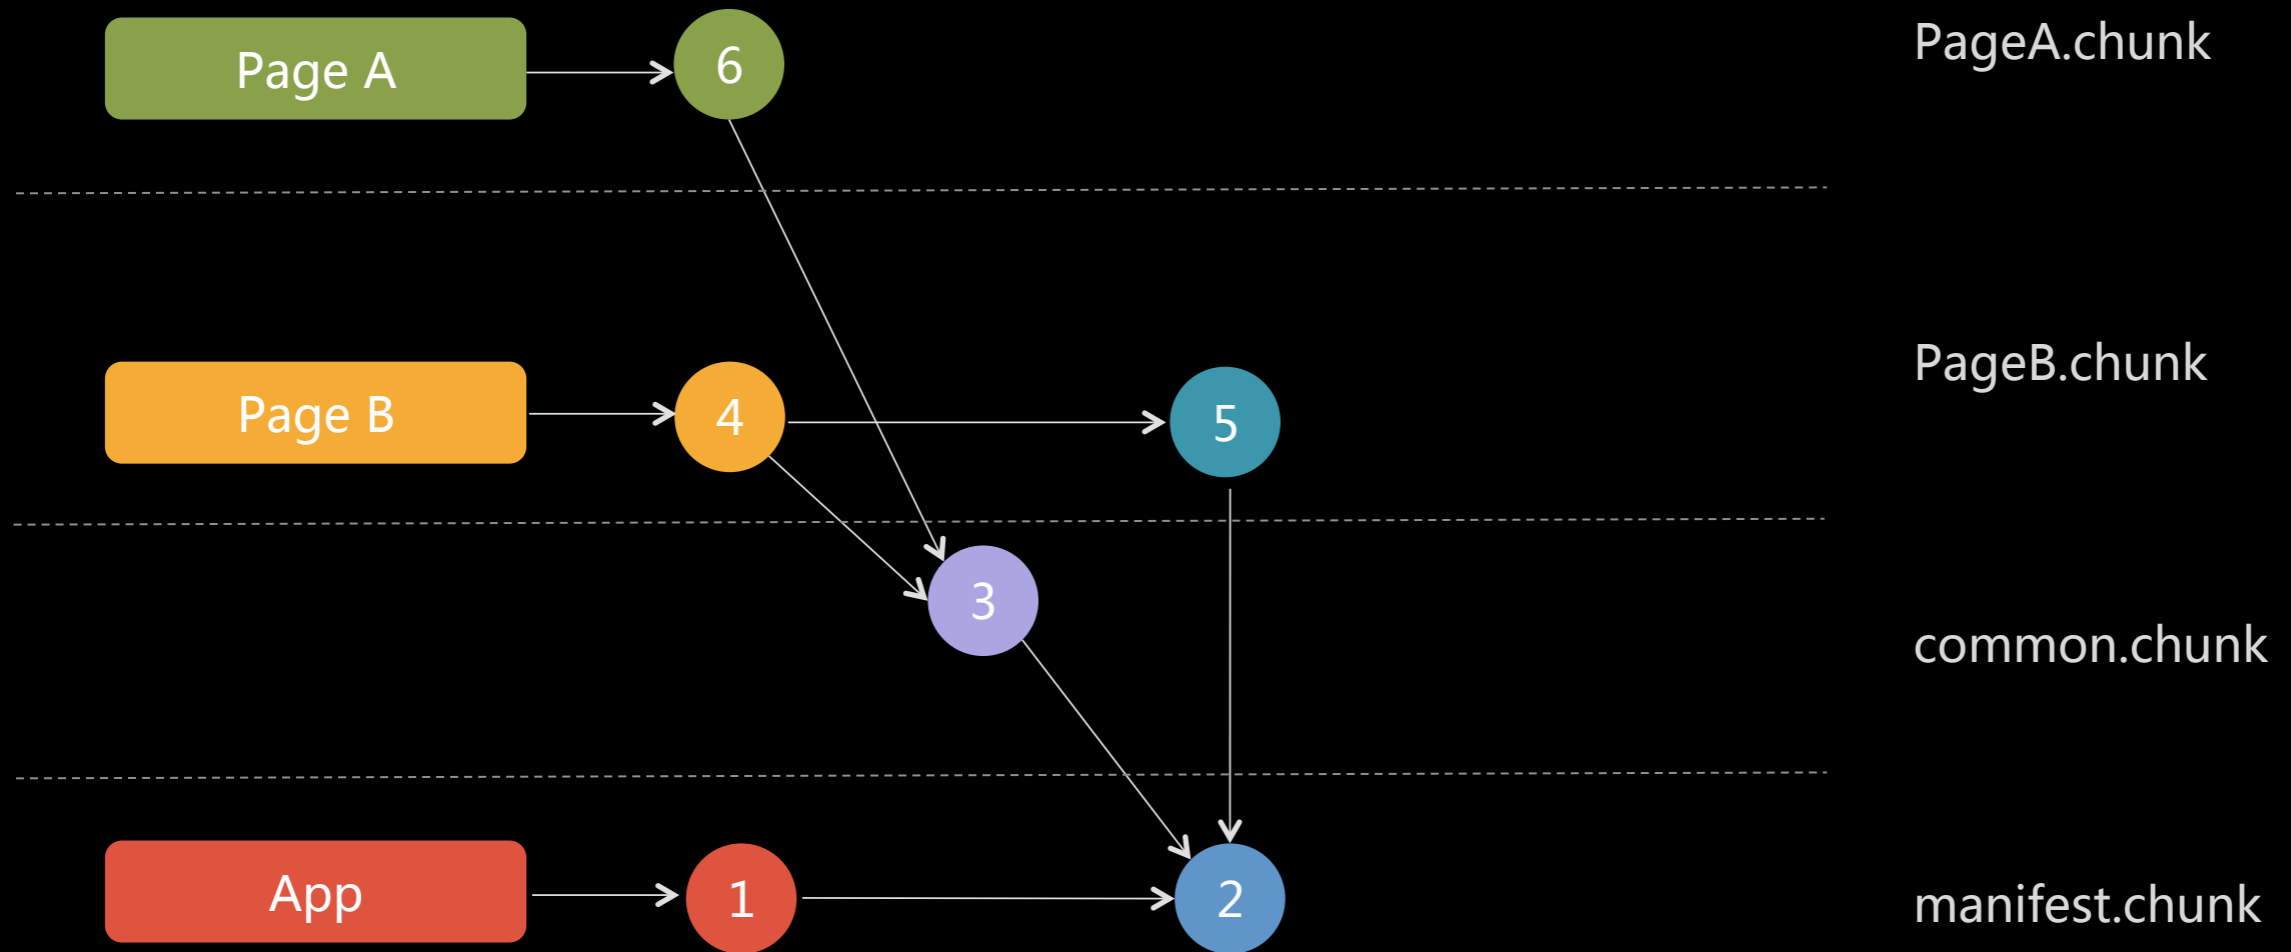 Page A
6
PageA.chunk
Page B
4
5
PageB.chunk
3
common.chunk
App
1
2
manifest.chunk